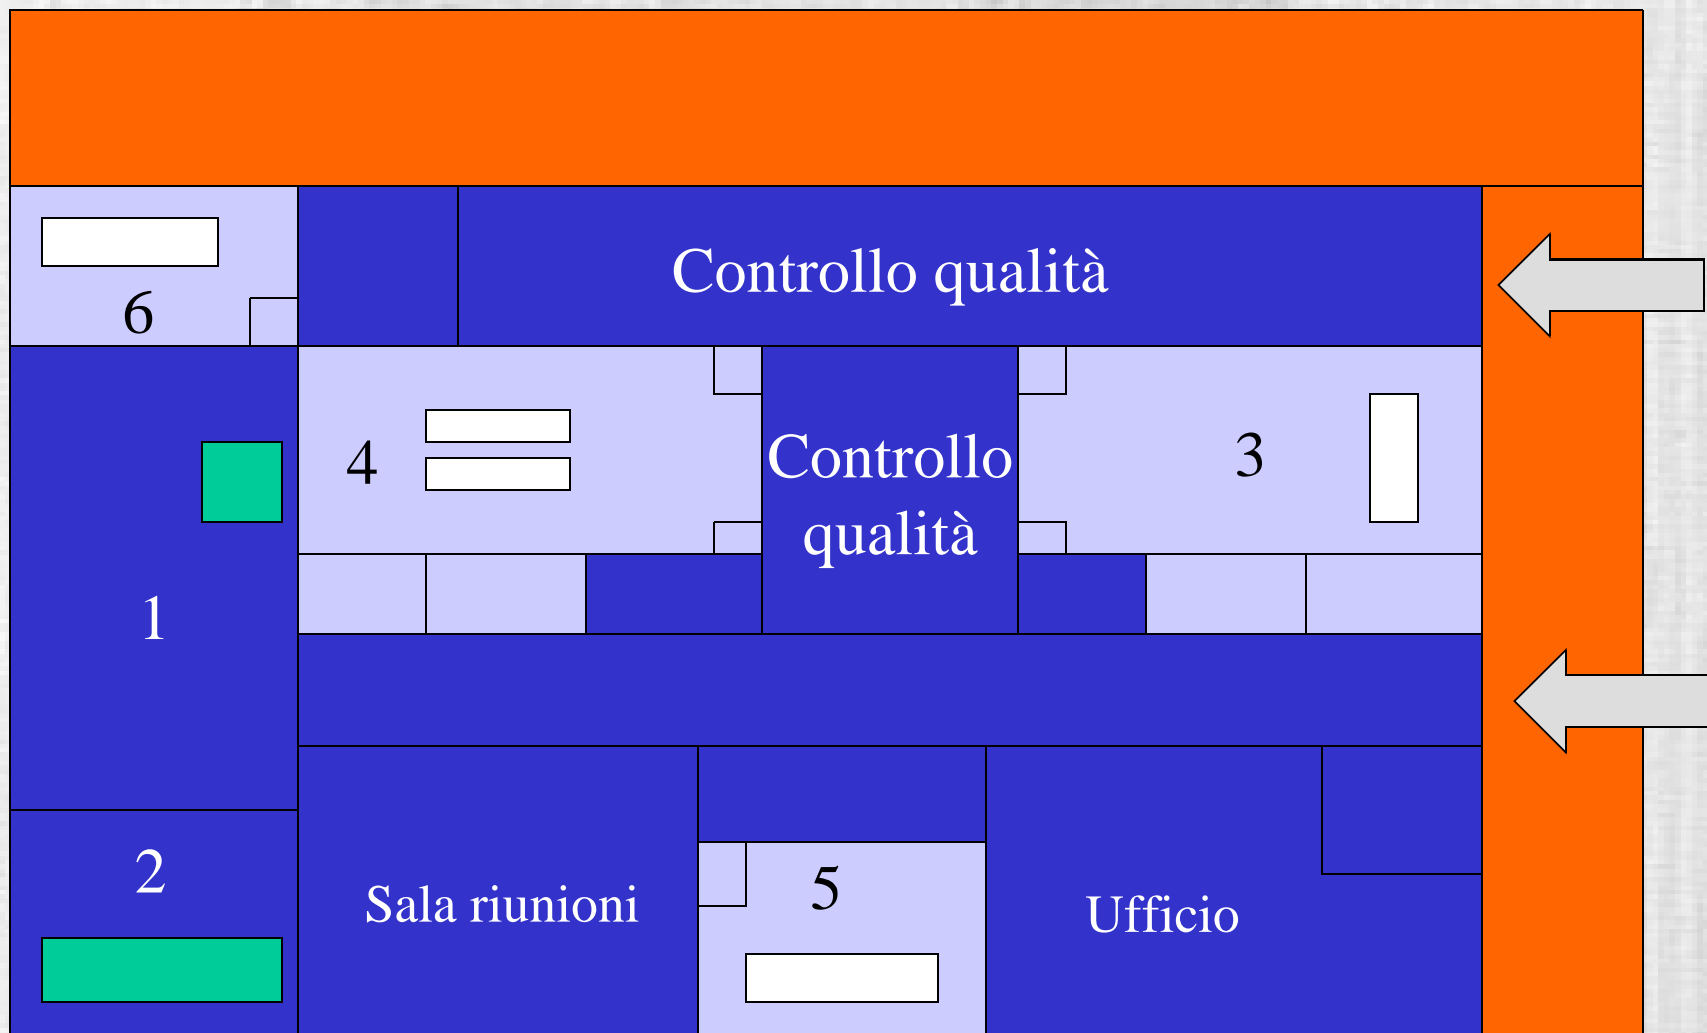 Controllo qualità
6
4
Controllo
qualità
3
1
2
Sala riunioni
5
Ufficio